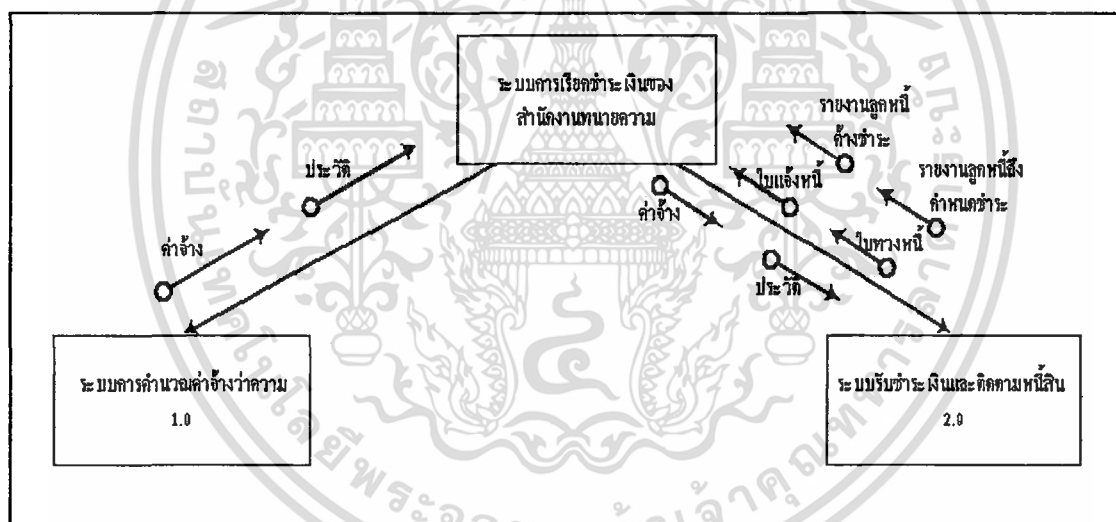 ระบบการเรียกชำระเงินของ
สำนักงานทนายความ
รายงานลูกหนี้
ค้างชำระ
ประวัติ
ใบแจ้งหนี้
รายงานลูกหนี้ถึง
กำหนดชำระ
ค่าจ้าง
ค่าจ้าง
ใบทวงหนี้
ประวัติ
ระบบการคำนวณค่าจ้างว่าความ
1.0
ระบบรับชำระเงินและติดตามหนี้สิน
2.0